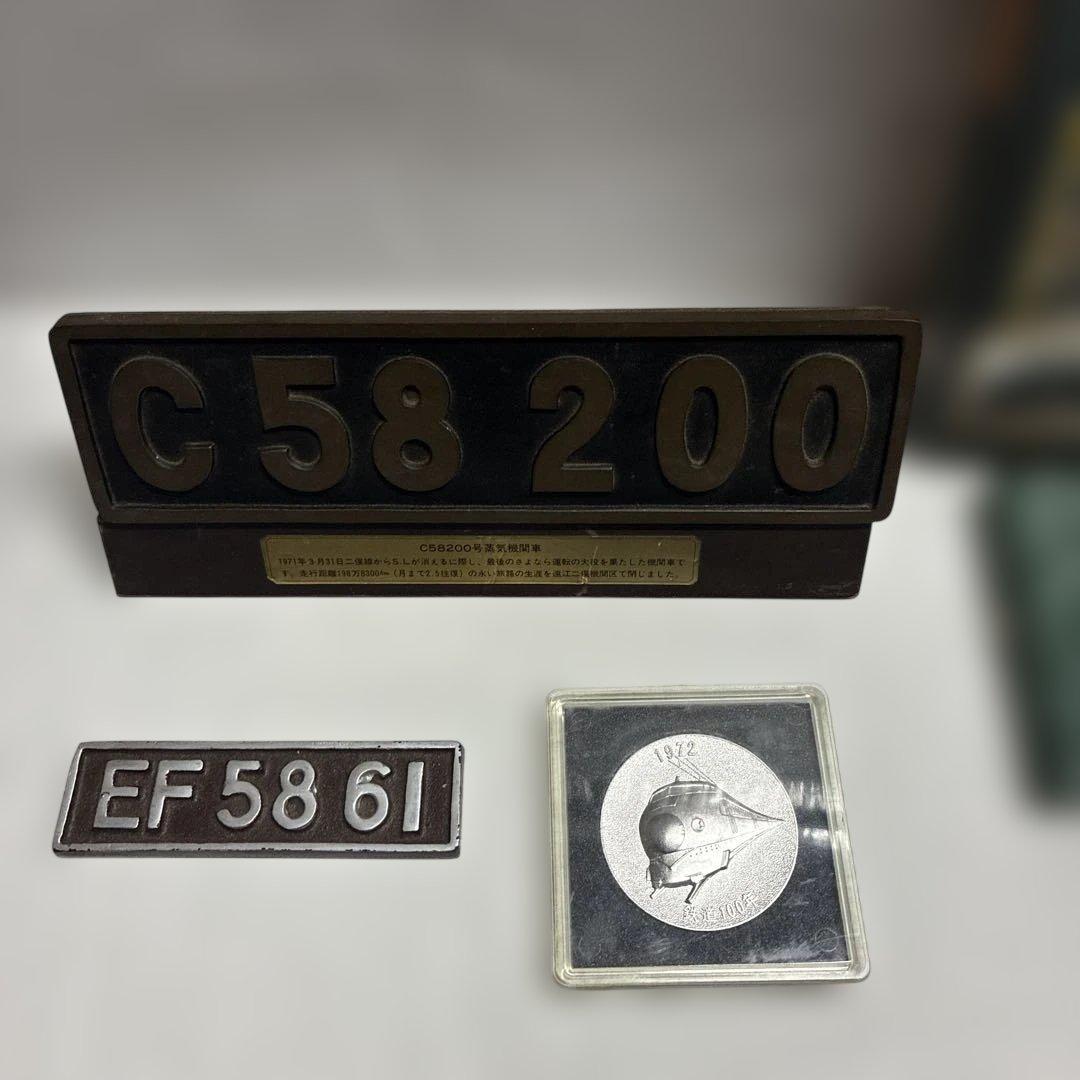 C58 200
C58200号蒸気機関車
1971年3月31日二俣線からS.Lが消えるに際し、最後のさよなら運転の大役を果たした機関車で
す。走行距離198万8300km(月まで2.5往復)の永い旅路の生涯を遠江二俣機関区で閉じました。
EF 58 61
1972
鉄道100年